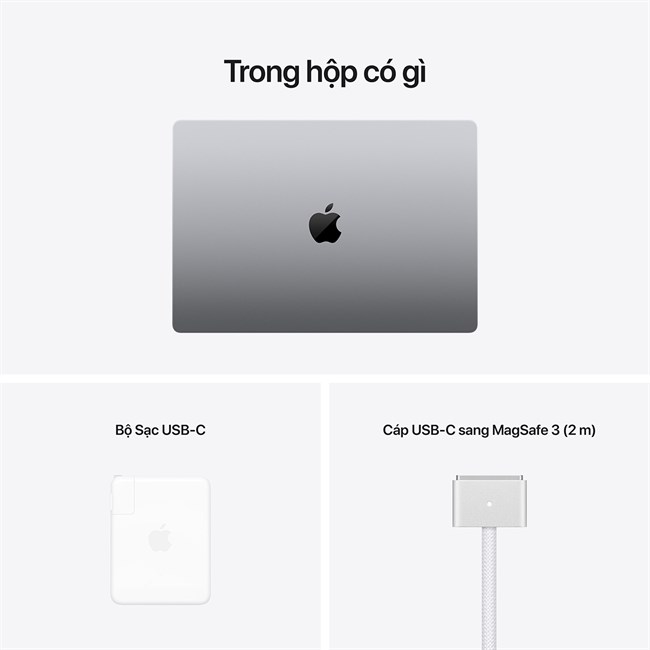 Trong hộp có gì
Bộ Sạc USB-C
Cáp USB-C sang MagSafe 3 (2 m)